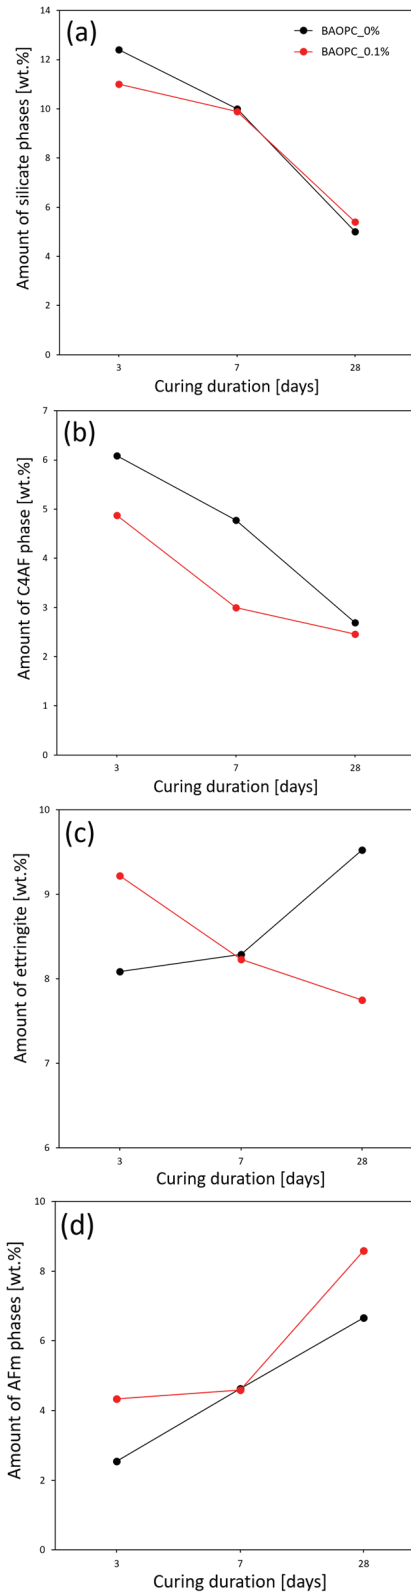 (a)
BAOPC_0%
BAOPC_0.1%
Amount of silicate phases [wt.%]
14
12
10
8
6
4
2
0
3 7 28
Curing duration [days]
(b)
Amount of C4AF phase [wt.%]
7
6
5
4
3
2
1
0
3 7 28
Curing duration [days]
(c)
Amount of ettringite [wt.%]
10
9
8
7
6
3 7 28
Curing duration [days]
(d)
Amount of AFm phases [wt.%]
10
8
6
4
2
0
3 7 28
Curing duration [days]